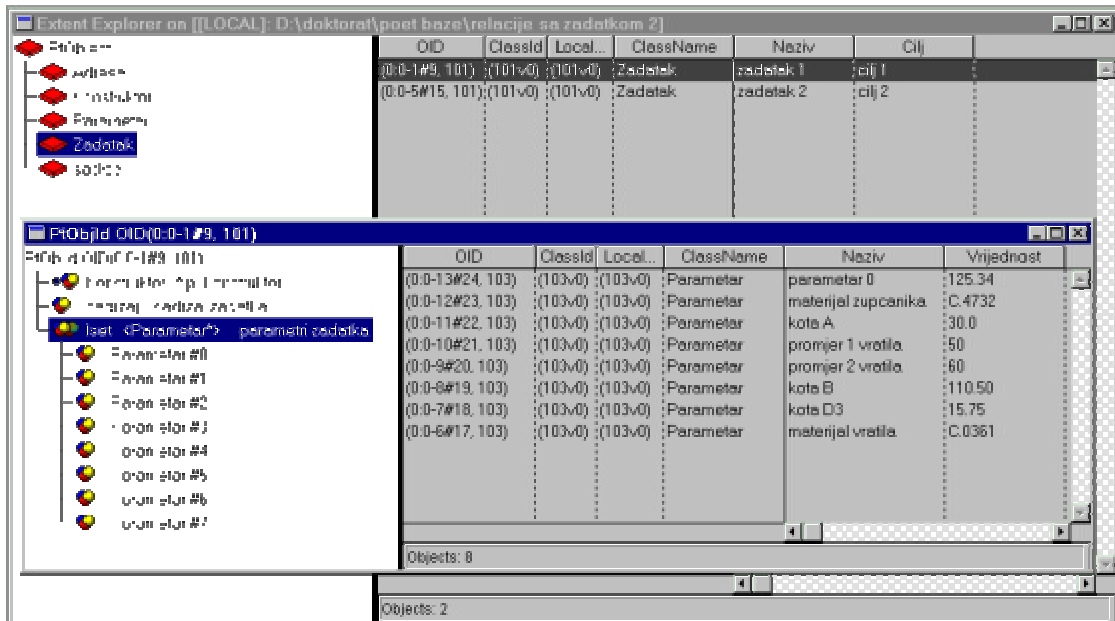 Extent Explorer on [[LOCAL]: D:\doktorat\poet baze\relacije sa zadatkom 2]
OID ClassId Local... ClassName Naziv Cilj
(0:0-1#9, 101) (101v0) (101v0) Zadatak zadatak 1 cilj 1
(0:0-5#15, 101) (101v0) (101v0) Zadatak zadatak 2 cilj 2
Zadatak
PtObjId OID(0:0-1#9, 101)
OID ClassId Local... ClassName Naziv Vrijednost
(0:0-13#24, 103) (103v0) (103v0) Parametar parametar 0 125.34
(0:0-12#23, 103) (103v0) (103v0) Parametar materijal zupcanika C.4732
(0:0-11#22, 103) (103v0) (103v0) Parametar kota A 30.0
(0:0-10#21, 103) (103v0) (103v0) Parametar promjer 1 vratila 50
(0:0-9#20, 103) (103v0) (103v0) Parametar promjer 2 vratila 60
(0:0-8#19, 103) (103v0) (103v0) Parametar kota B 110.50
(0:0-7#18, 103) (103v0) (103v0) Parametar kota D3 15.75
(0:0-6#17, 103) (103v0) (103v0) Parametar materijal vratila C.0361
lset <Parametar*> parametri zadatka
Parametar #0
Parametar #1
Parametar #2
#3
#4
#5
#6
#7
Objects: 8
Objects: 2